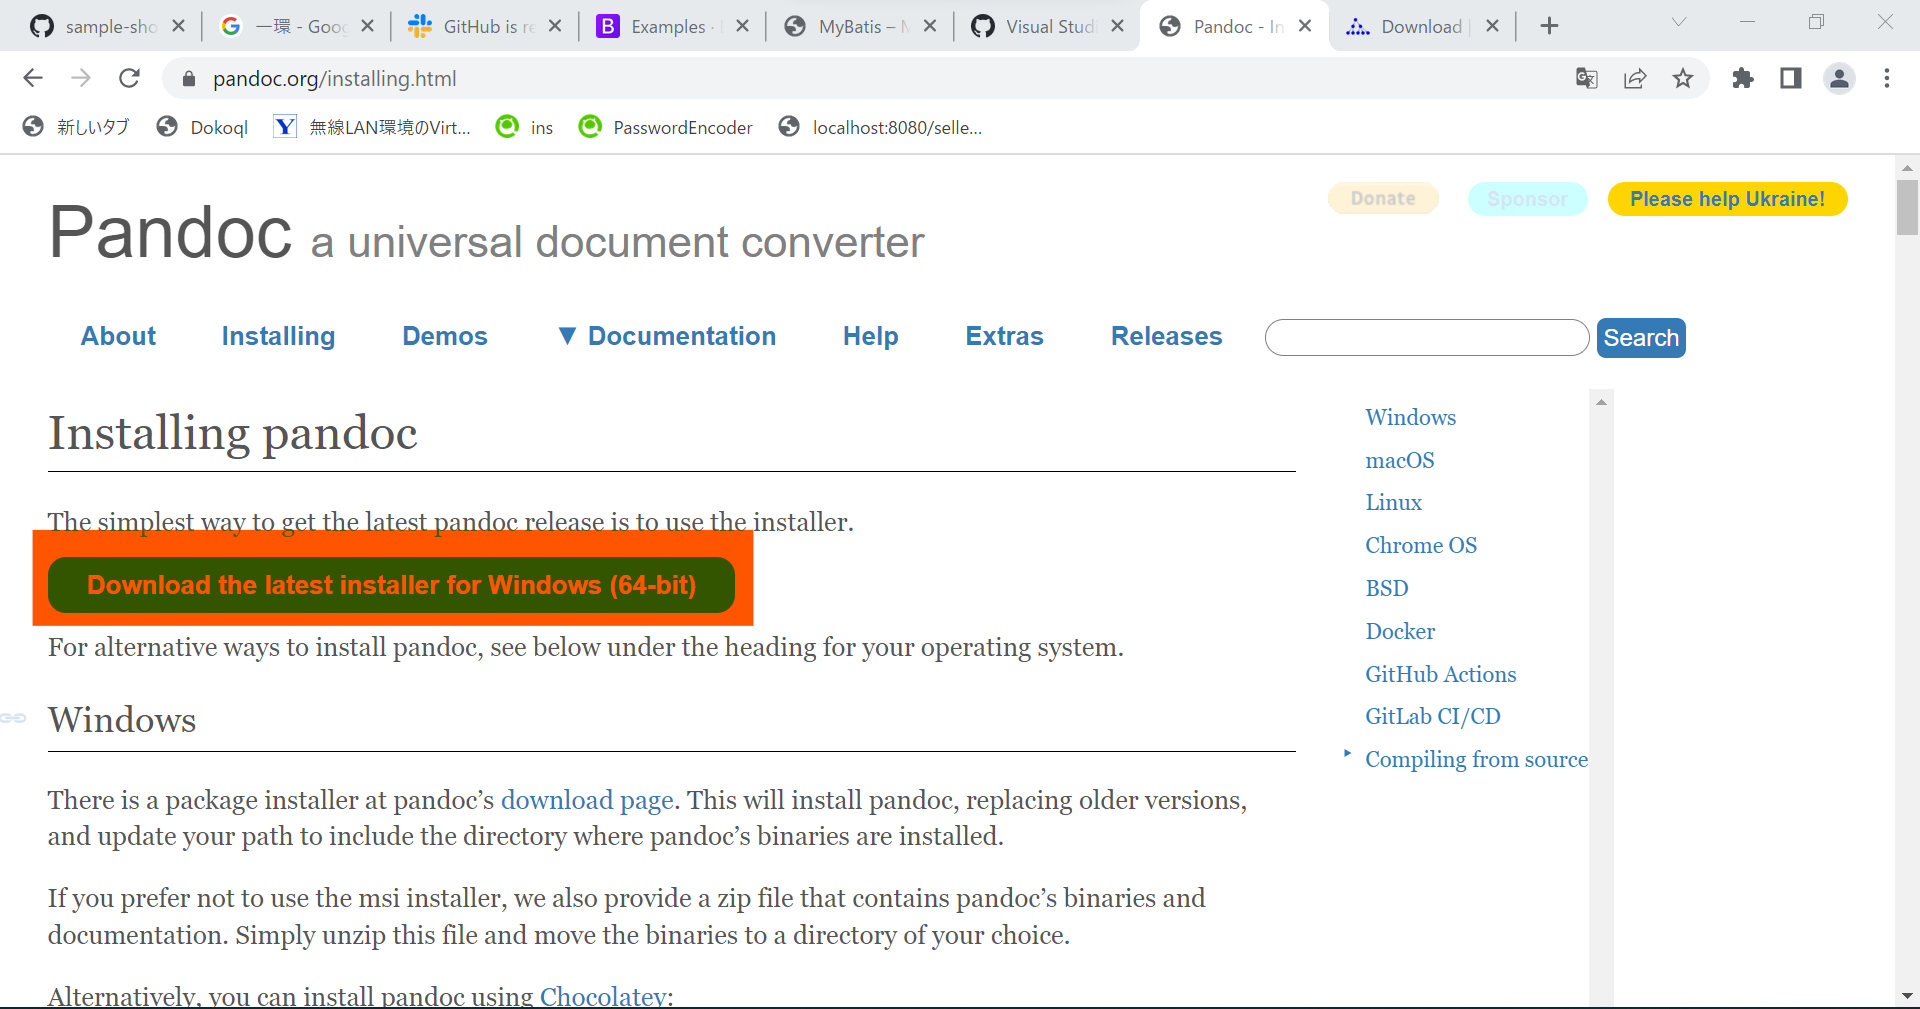 sample-sho
一環 - Goog
GitHub is re
Examples ·
MyBatis – M
Visual Studi
Pandoc - In
Download |
pandoc.org/installing.html
新しいタブ
Dokoql
無線LAN環境のVirt...
ins
PasswordEncoder
localhost:8080/selle...
Donate
Sponsor
Please help Ukraine!
Pandoc a universal document converter
About
Installing
Demos
▼ Documentation
Help
Extras
Releases
Search
Installing pandoc
The simplest way to get the latest pandoc release is to use the installer.
Download the latest installer for Windows (64-bit)
For alternative ways to install pandoc, see below under the heading for your operating system.
Windows
There is a package installer at pandoc’s download page. This will install pandoc, replacing older versions,
and update your path to include the directory where pandoc’s binaries are installed.
If you prefer not to use the msi installer, we also provide a zip file that contains pandoc’s binaries and
documentation. Simply unzip this file and move the binaries to a directory of your choice.
Alternatively, you can install pandoc using Chocolatey:
Windows
macOS
Linux
Chrome OS
BSD
Docker
GitHub Actions
GitLab CI/CD
Compiling from source